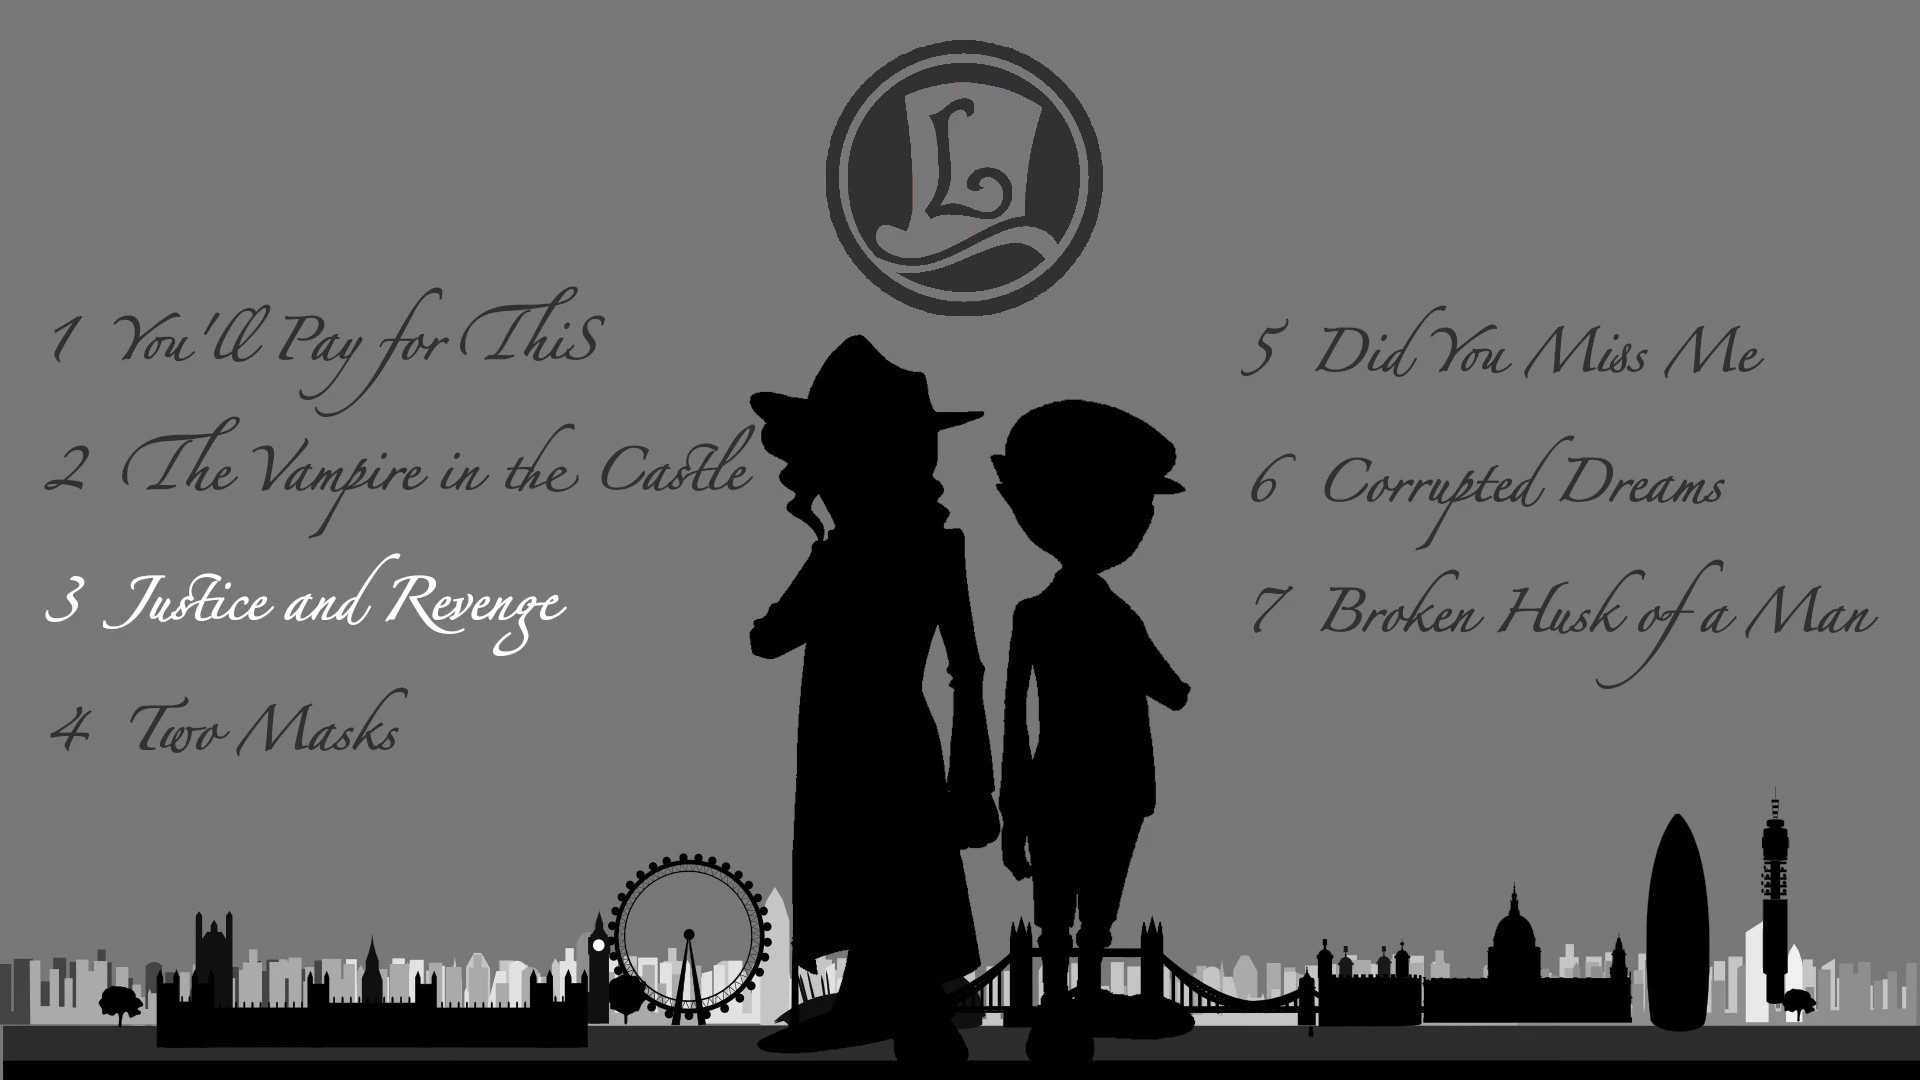 L
1 You'll Pay for ThiS
2 The Vampire in the Castle
3 Justice and Revenge
4 Two Masks
5 Did You Miss Me
6 Corrupted Dreams
7 Broken Husk of a Man